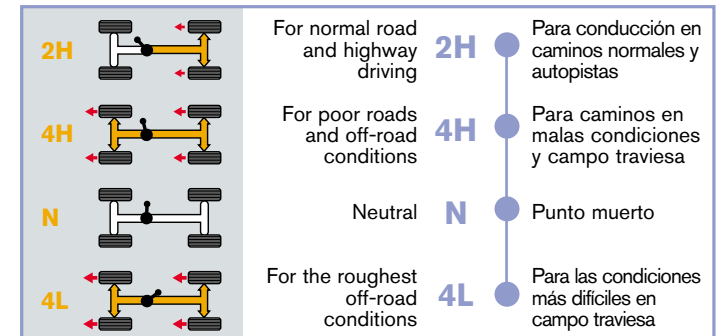 2H
For normal road
and highway
driving
2H
Para conducción en
caminos normales y
autopistas
4H
For poor roads
and off-road
conditions
4H
Para caminos en
malas condiciones
y campo traviesa
N
Neutral
N
Punto muerto
4L
For the roughest
off-road
conditions
4L
Para las condiciones
más difíciles en
campo traviesa